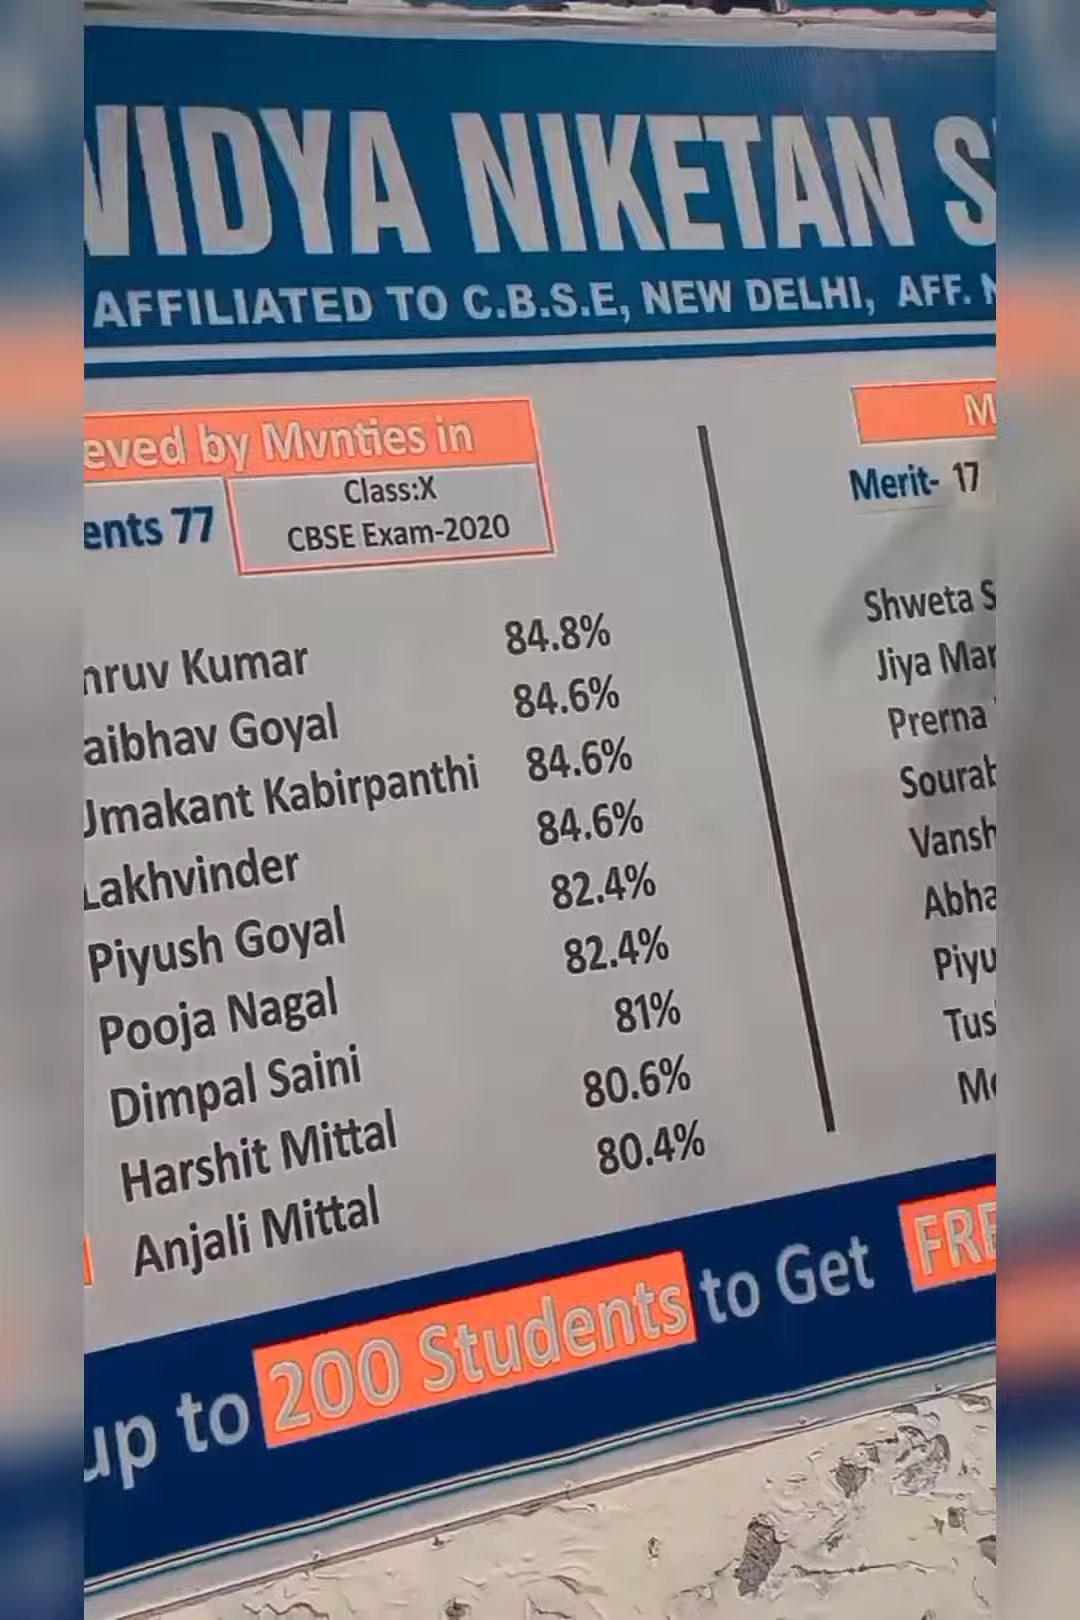 VIDYA NIKETAN S
AFFILIATED TO C.B.S.E, NEW DELHI, AFF. N
eved by Mvnties in
ents 77
Class:X
CBSE Exam-2020
hruv Kumar 84.8%
aibhav Goyal 84.6%
Umakant Kabirpanthi 84.6%
Lakhvinder 84.6%
Piyush Goyal 82.4%
Pooja Nagal 82.4%
Dimpal Saini 81%
Harshit Mittal 80.6%
Anjali Mittal 80.4%
M
Merit- 17
Shweta S
Jiya Mar
Prerna
Sourab
Vansh
Abha
Piyu
Tus
Mo
up to 200 Students to Get FRE